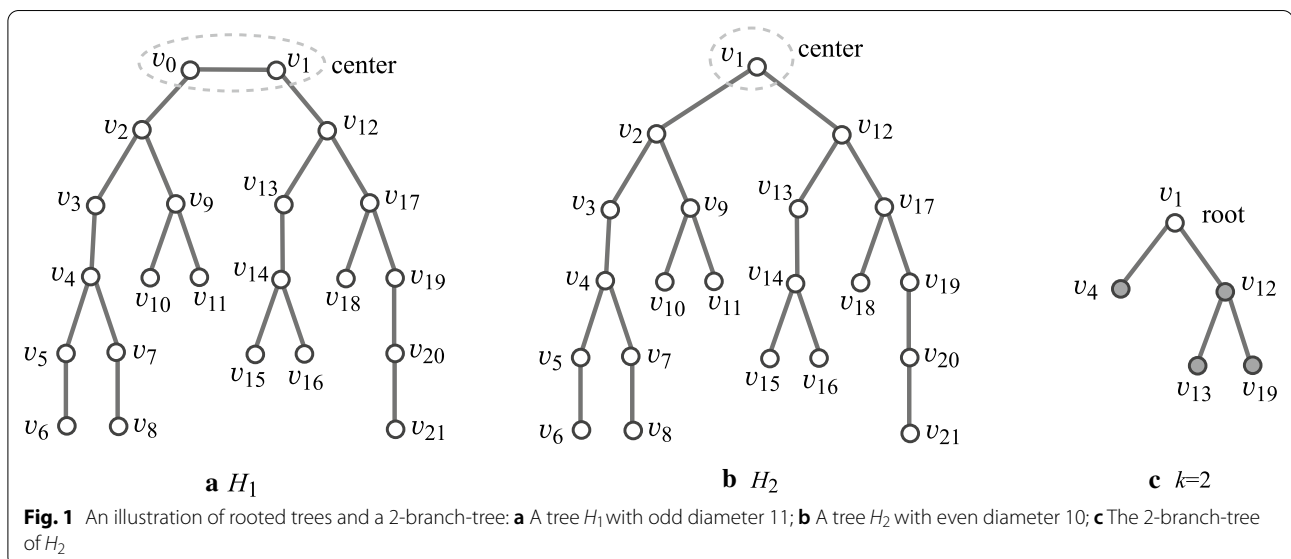 v0 v1 center
v2 v12
v3 v9 v13 v17
v4 v10 v11 v14 v18 v19
v5 v7 v15 v16 v20
v6 v8 v21
a H1
v1 center
v2 v12
v3 v9 v13 v17
v4 v10 v11 v14 v18 v19
v5 v7 v15 v16 v20
v6 v8 v21
b H2
v1 root
v4 v12
v13 v19
c k=2
Fig. 1 An illustration of rooted trees and a 2-branch-tree: a A tree H1 with odd diameter 11; b A tree H2 with even diameter 10; c The 2-branch-tree
of H2